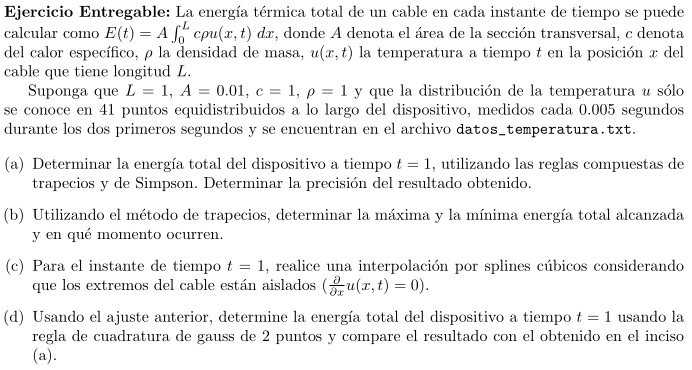 Ejercicio Entregable: La energía térmica total de un cable en cada instante de tiempo se puede
calcular como E(t) = A ∫₀ᴸ cρu(x, t) dx, donde A denota el área de la sección transversal, c denota
del calor específico, ρ la densidad de masa, u(x, t) la temperatura a tiempo t en la posición x del
cable que tiene longitud L.
Suponga que L = 1, A = 0.01, c = 1, ρ = 1 y que la distribución de la temperatura u sólo
se conoce en 41 puntos equidistribuidos a lo largo del dispositivo, medidos cada 0.005 segundos
durante los dos primeros segundos y se encuentran en el archivo datos_temperatura.txt.
(a) Determinar la energía total del dispositivo a tiempo t = 1, utilizando las reglas compuestas de
trapecios y de Simpson. Determinar la precisión del resultado obtenido.
(b) Utilizando el método de trapecios, determinar la máxima y la mínima energía total alcanzada
y en qué momento ocurren.
(c) Para el instante de tiempo t = 1, realice una interpolación por splines cúbicos considerando
que los extremos del cable están aislados (∂/∂x u(x, t) = 0).
(d) Usando el ajuste anterior, determine la energía total del dispositivo a tiempo t = 1 usando la
regla de cuadratura de gauss de 2 puntos y compare el resultado con el obtenido en el inciso
(a).